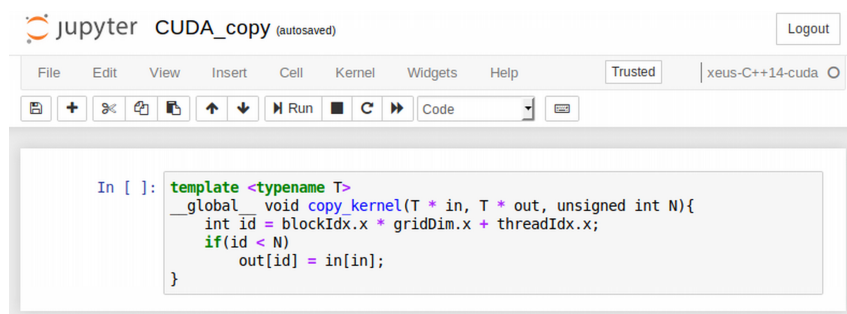 jupyter CUDA_copy (autosaved) Logout
File Edit View Insert Cell Kernel Widgets Help Trusted xeus-C++14-cuda
Run Code
In [ ]: template <typename T>
__global__ void copy_kernel(T * in, T * out, unsigned int N){
    int id = blockIdx.x * gridDim.x + threadIdx.x;
    if(id < N)
        out[id] = in[in];
}